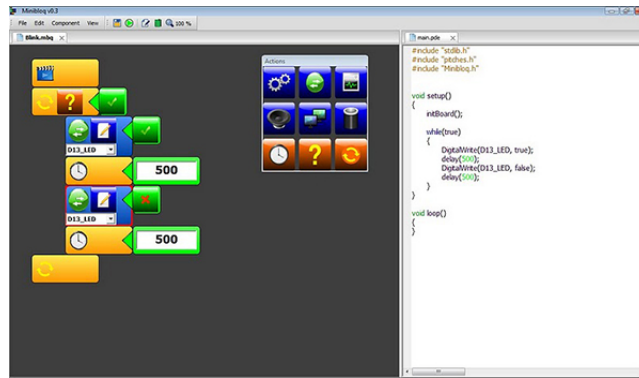 Minibloq v0.3
File Edit Component View 100 %
Blink.mbq
main.pde
Actions
?
D13_LED
500
D13_LED
500
?
#include "stdlib.h"
#include "pitches.h"
#include "Minibloq.h"
void setup()
{
initBoard();
while(true)
{
DigitalWrite(D13_LED, true);
delay(500);
DigitalWrite(D13_LED, false);
delay(500);
}
}
void loop()
{
}